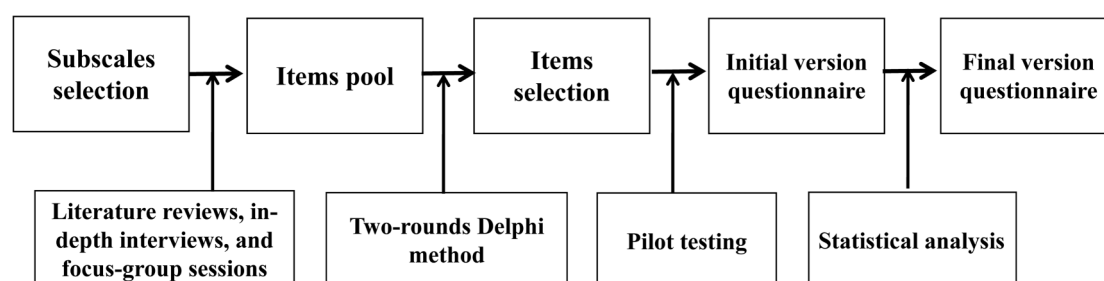 Subscales
selection
Items pool
Items
selection
Initial version
questionnaire
Final version
questionnaire
Literature reviews, in-
depth interviews, and
focus-group sessions
Two-rounds Delphi
method
Pilot testing
Statistical analysis